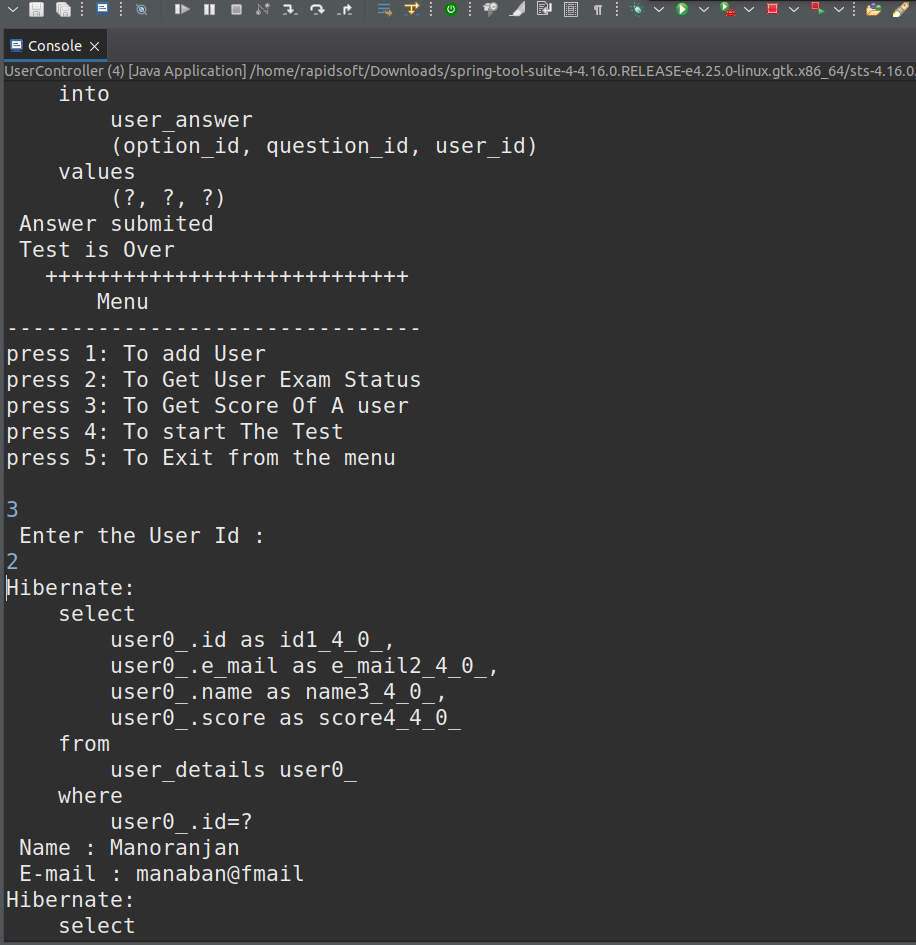 Console
UserController (4) [Java Application] /home/rapidsoft/Downloads/spring-tool-suite-4-4.16.0.RELEASE-e4.25.0-linux.gtk.x86_64/sts-4.16.0.
into
user_answer
(option_id, question_id, user_id)
values
(?, ?, ?)
Answer submited
Test is Over
++++++++++++++++++++++++++++
Menu
--------------------------------
press 1: To add User
press 2: To Get User Exam Status
press 3: To Get Score Of A user
press 4: To start The Test
press 5: To Exit from the menu
3
Enter the User Id :
2
Hibernate:
select
user0_.id as id1_4_0_,
user0_.e_mail as e_mail2_4_0_,
user0_.name as name3_4_0_,
user0_.score as score4_4_0_
from
user_details user0_
where
user0_.id=?
Name : Manoranjan
E-mail : manaban@fmail
Hibernate:
select